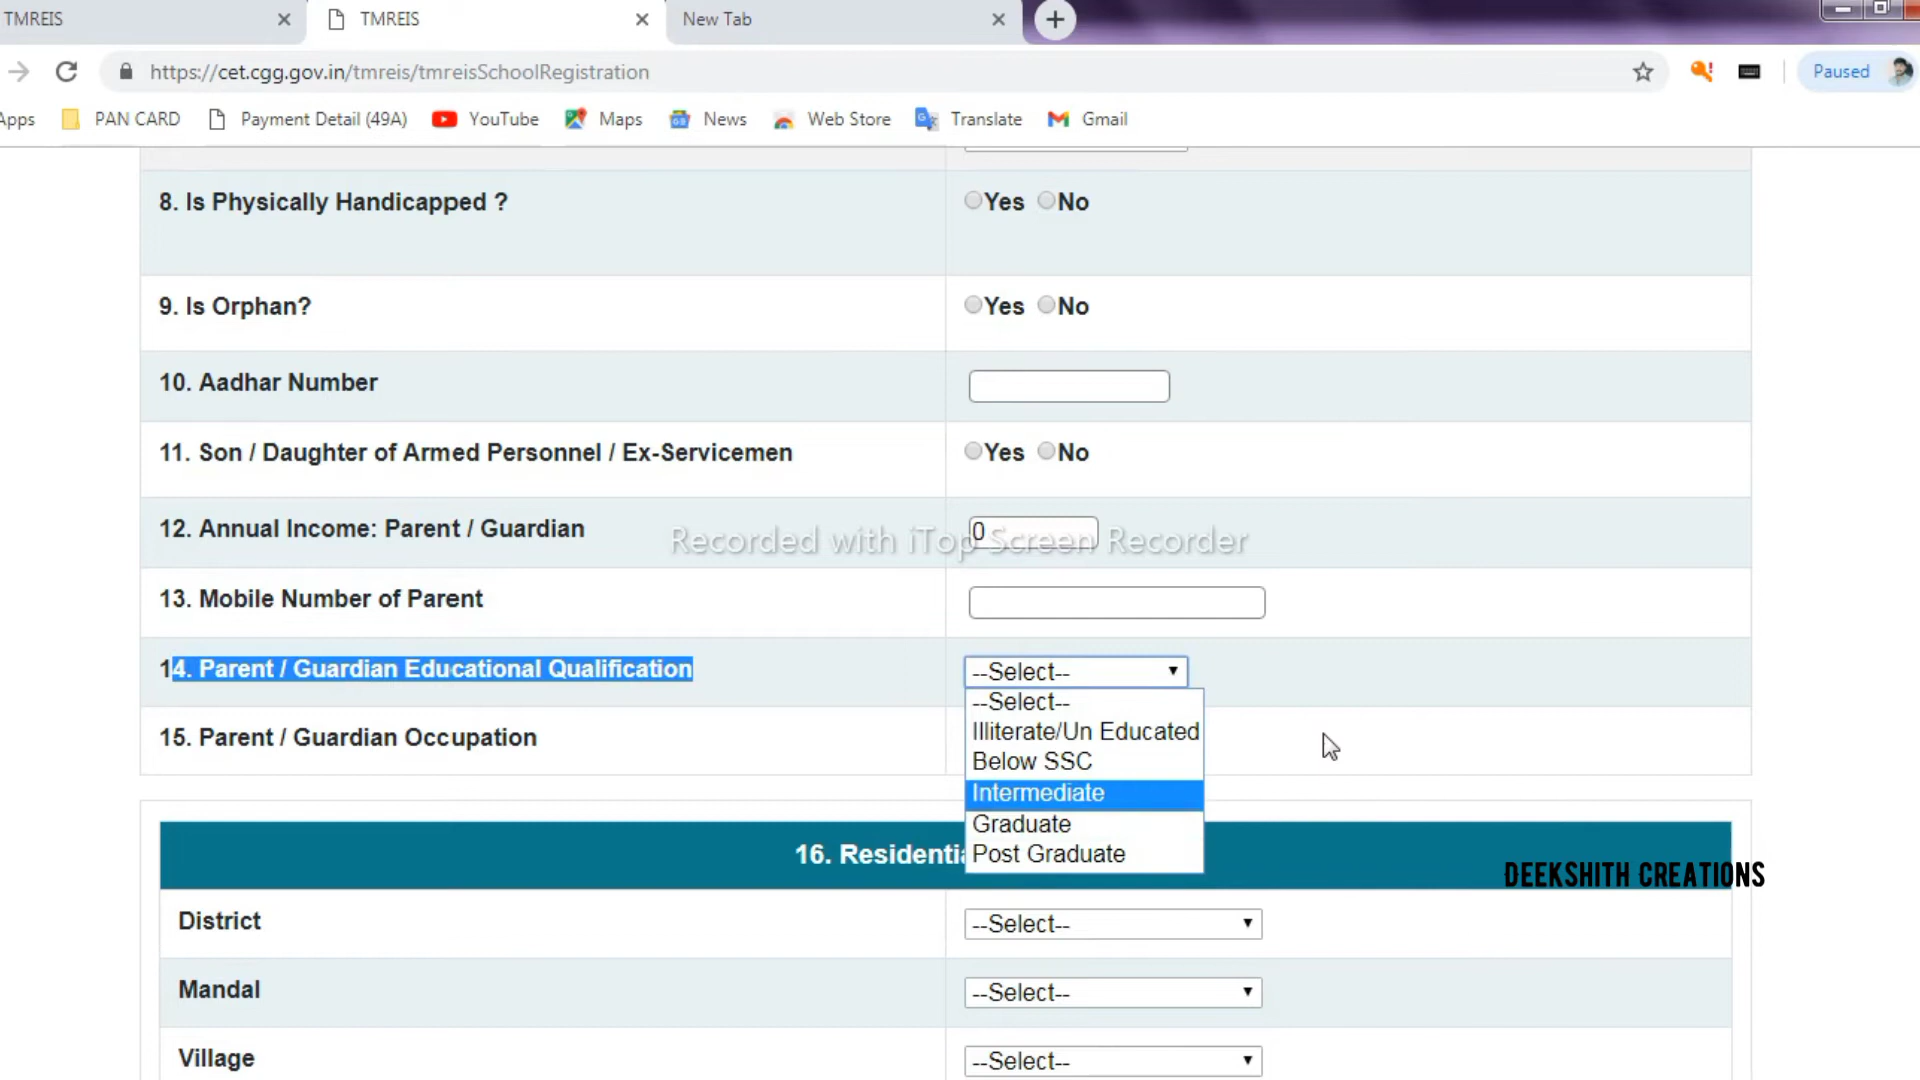 TMREIS
TMREIS
New Tab
https://cet.cgg.gov.in/tmreis/tmreisSchoolRegistration
Paused
Apps
PAN CARD
Payment Detail (49A)
YouTube
Maps
News
Web Store
Translate
Gmail
8. Is Physically Handicapped ?
Yes No
9. Is Orphan?
Yes No
10. Aadhar Number
11. Son / Daughter of Armed Personnel / Ex-Servicemen
Yes No
12. Annual Income: Parent / Guardian
0
Recorded with iTop Screen Recorder
13. Mobile Number of Parent
14. Parent / Guardian Educational Qualification
--Select--
--Select--
Illiterate/Un Educated
Below SSC
Intermediate
Graduate
Post Graduate
15. Parent / Guardian Occupation
16. Residenti
DEEKSHITH CREATIONS
District
--Select--
Mandal
--Select--
Village
--Select--